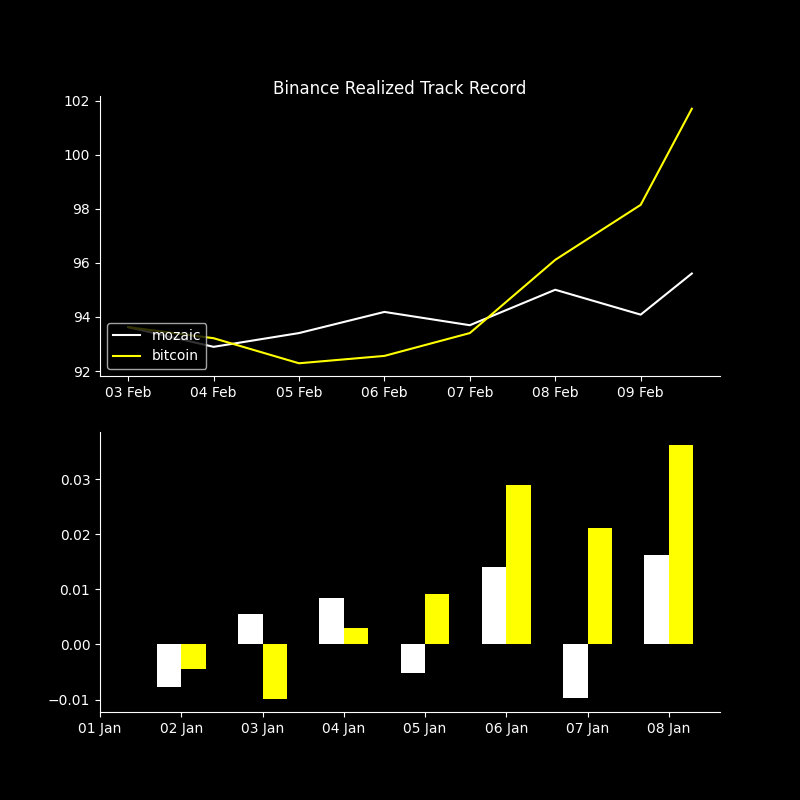 Binance Realized Track Record
102
100
98
96
94
92
mozaic
bitcoin
03 Feb 04 Feb 05 Feb 06 Feb 07 Feb 08 Feb 09 Feb
0.03
0.02
0.01
0.00
−0.01
01 Jan 02 Jan 03 Jan 04 Jan 05 Jan 06 Jan 07 Jan 08 Jan